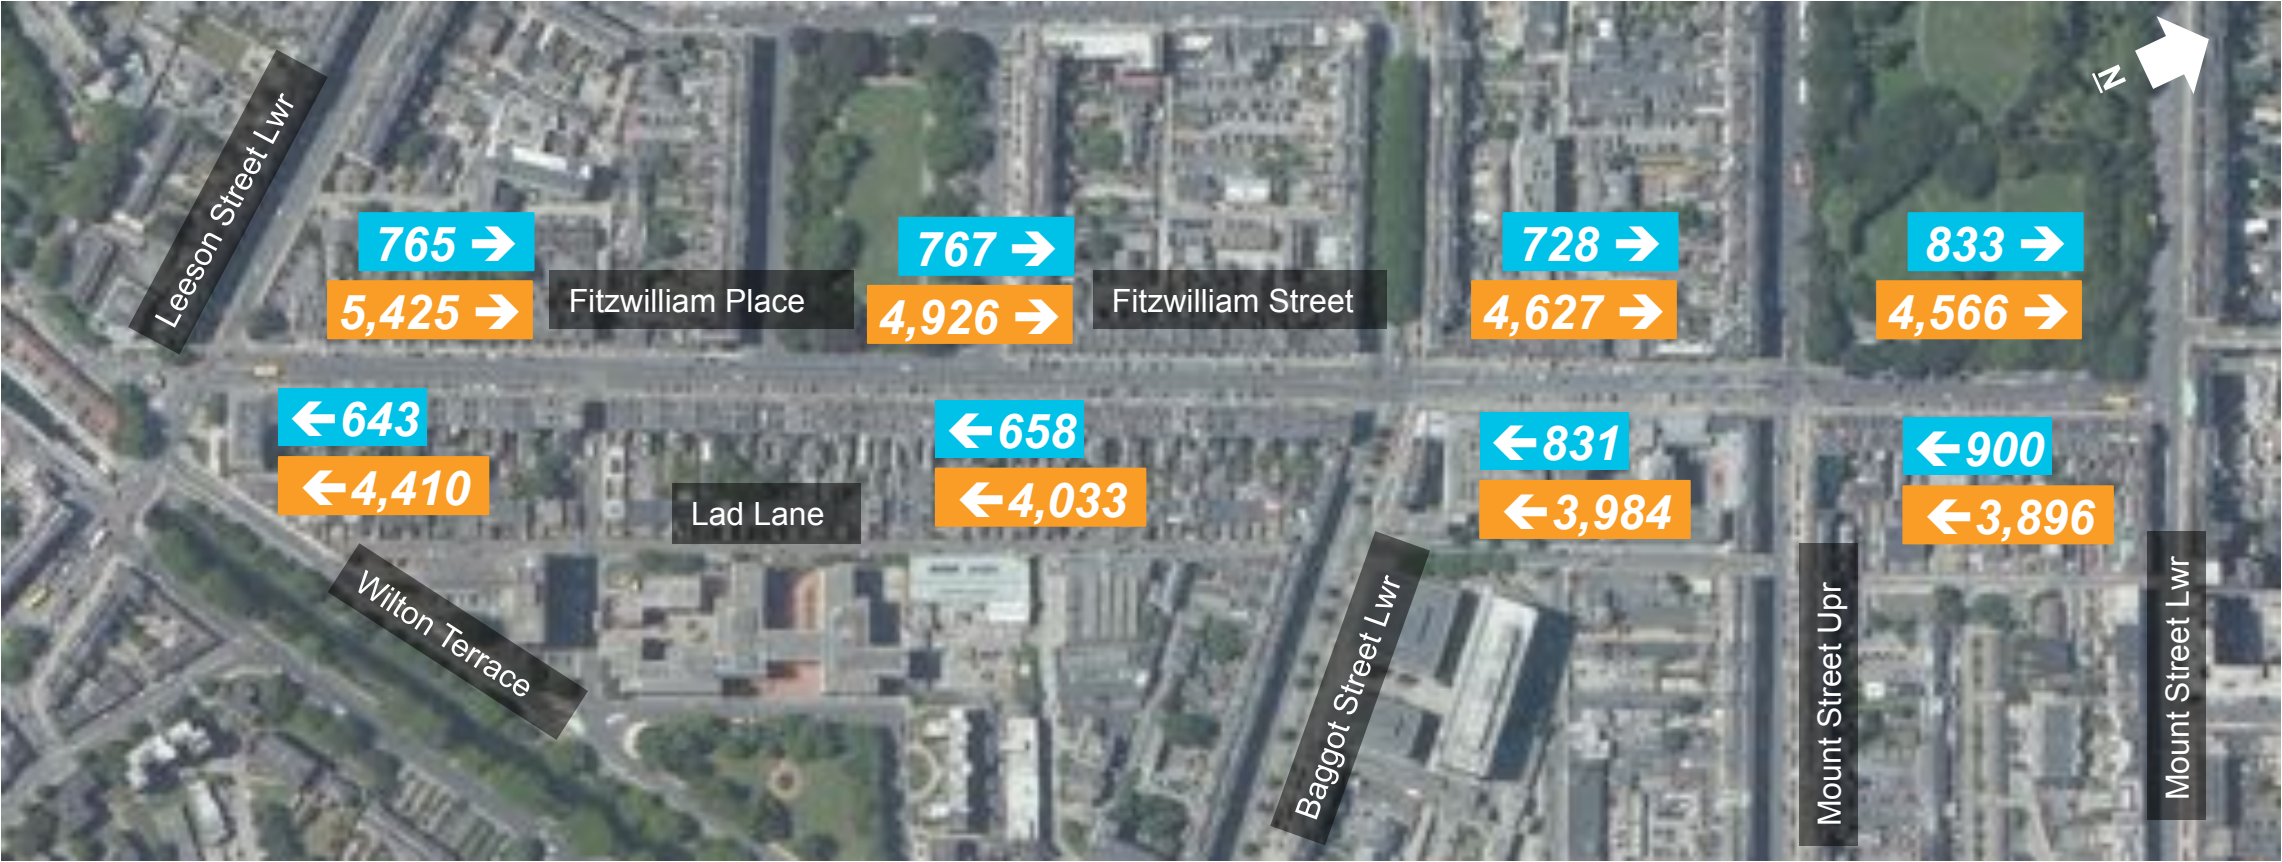 N
Leeson Street Lwr
765 →
5,425 →
Fitzwilliam Place
767 →
4,926 →
Fitzwilliam Street
728 →
4,627 →
833 →
4,566 →
←643
←4,410
←658
←4,033
←831
←3,984
←900
←3,896
Lad Lane
Wilton Terrace
Baggot Street Lwr
Mount Street Upr
Mount Street Lwr